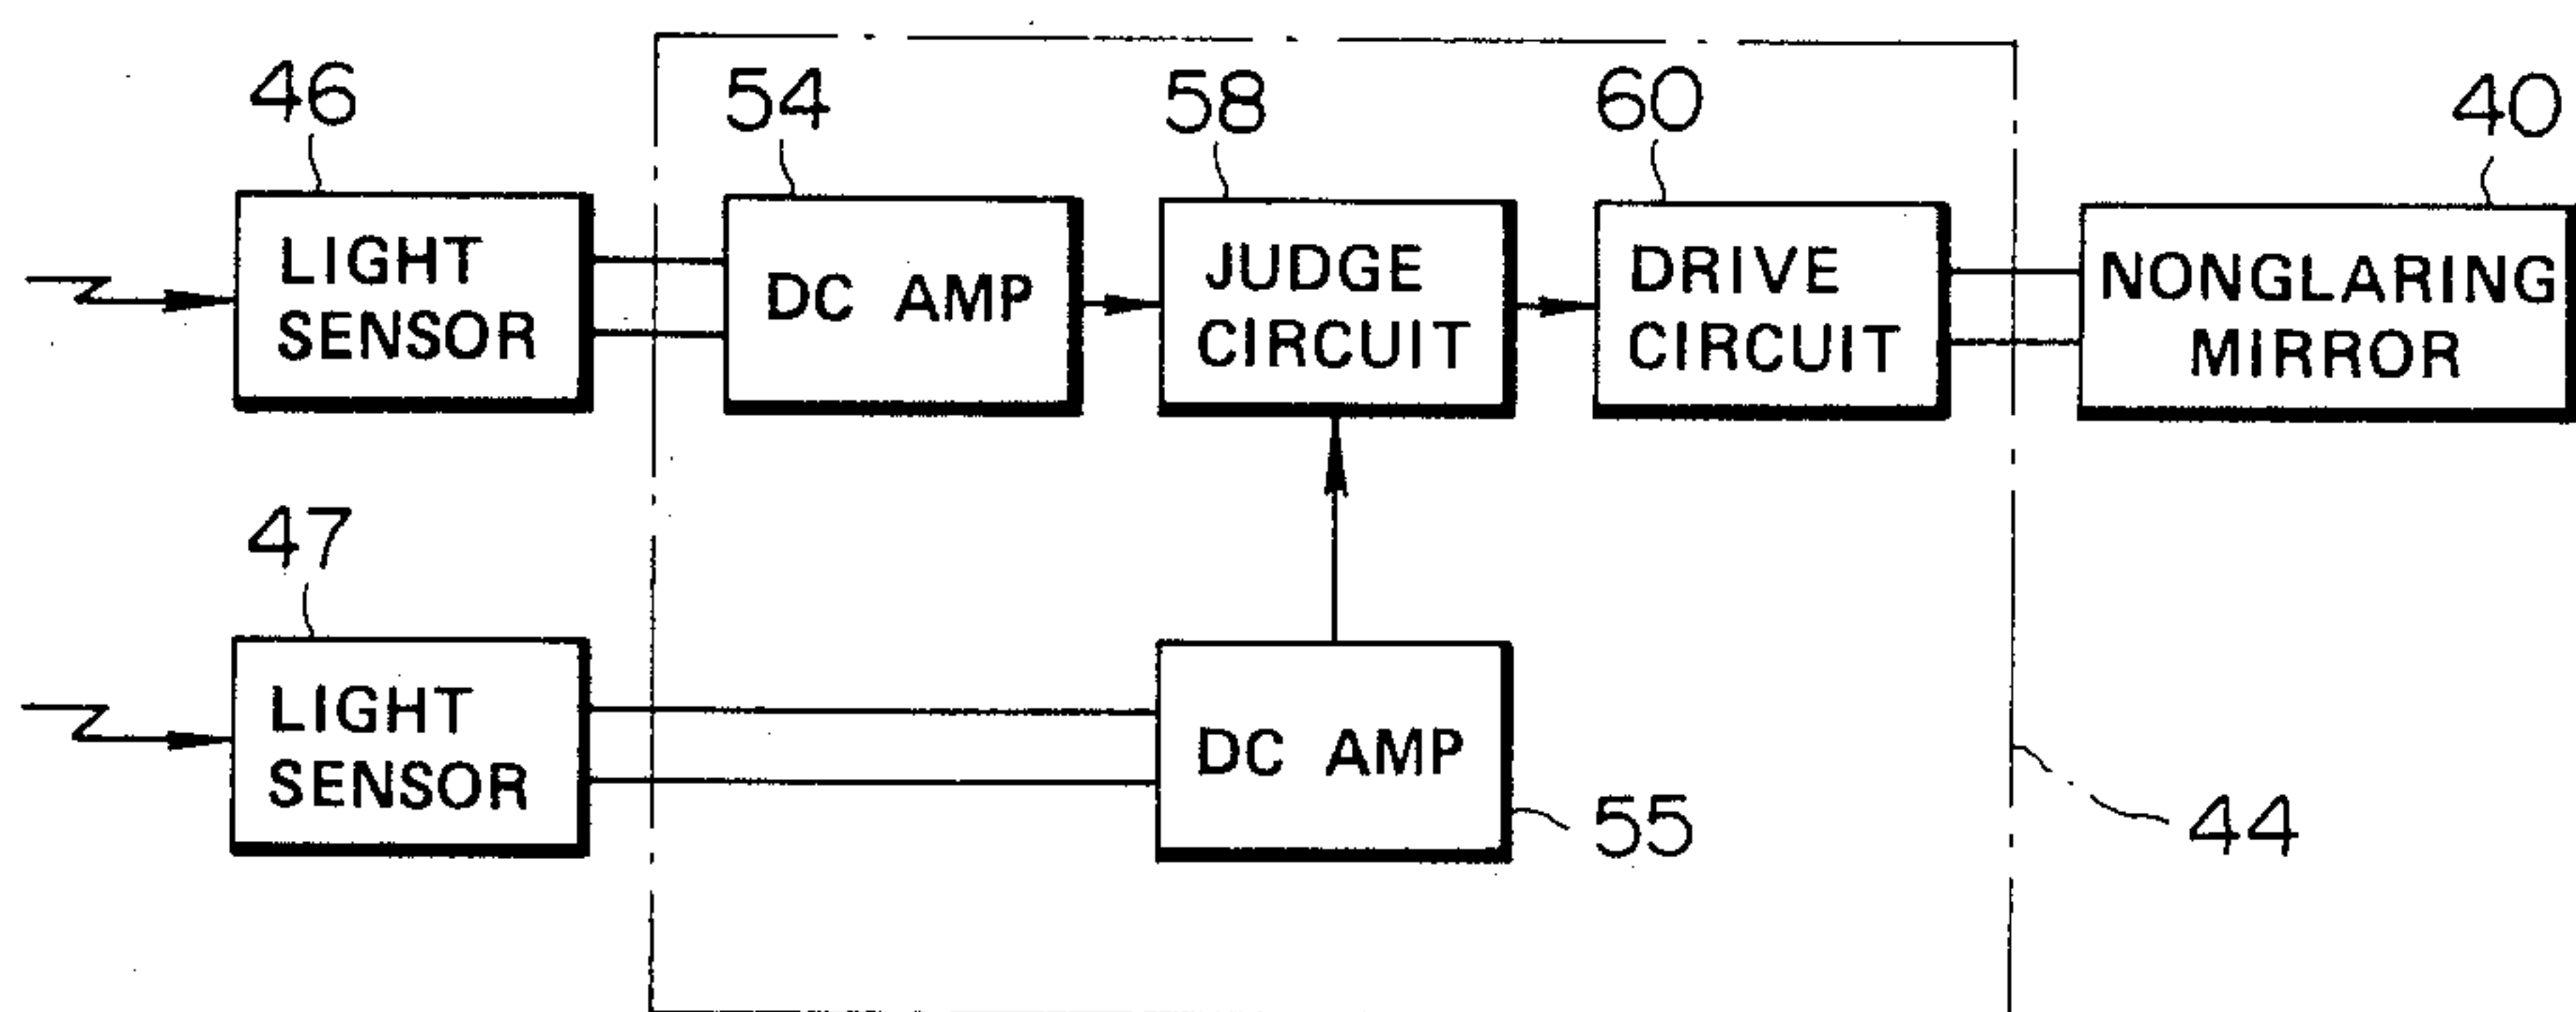 46
54
58
60
40
LIGHT
SENSOR
DC AMP
JUDGE
CIRCUIT
DRIVE
CIRCUIT
NONGLARING
MIRROR
47
LIGHT
SENSOR
DC AMP
55
44